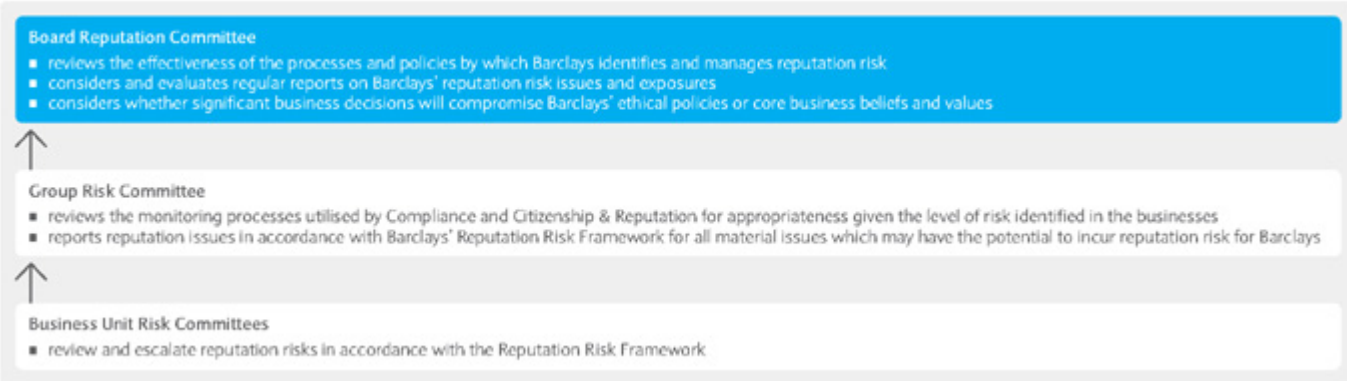 Board Reputation Committee
▪ reviews the effectiveness of the processes and policies by which Barclays identifies and manages reputation risk
▪ considers and evaluates regular reports on Barclays' reputation risk issues and exposures
▪ considers whether significant business decisions will compromise Barclays' ethical policies or core business beliefs and values
Group Risk Committee
▪ reviews the monitoring processes utilised by Compliance and Citizenship & Reputation for appropriateness given the level of risk identified in the businesses
▪ reports reputation issues in accordance with Barclays' Reputation Risk Framework for all material issues which may have the potential to incur reputation risk for Barclays
Business Unit Risk Committees
▪ review and escalate reputation risks in accordance with the Reputation Risk Framework